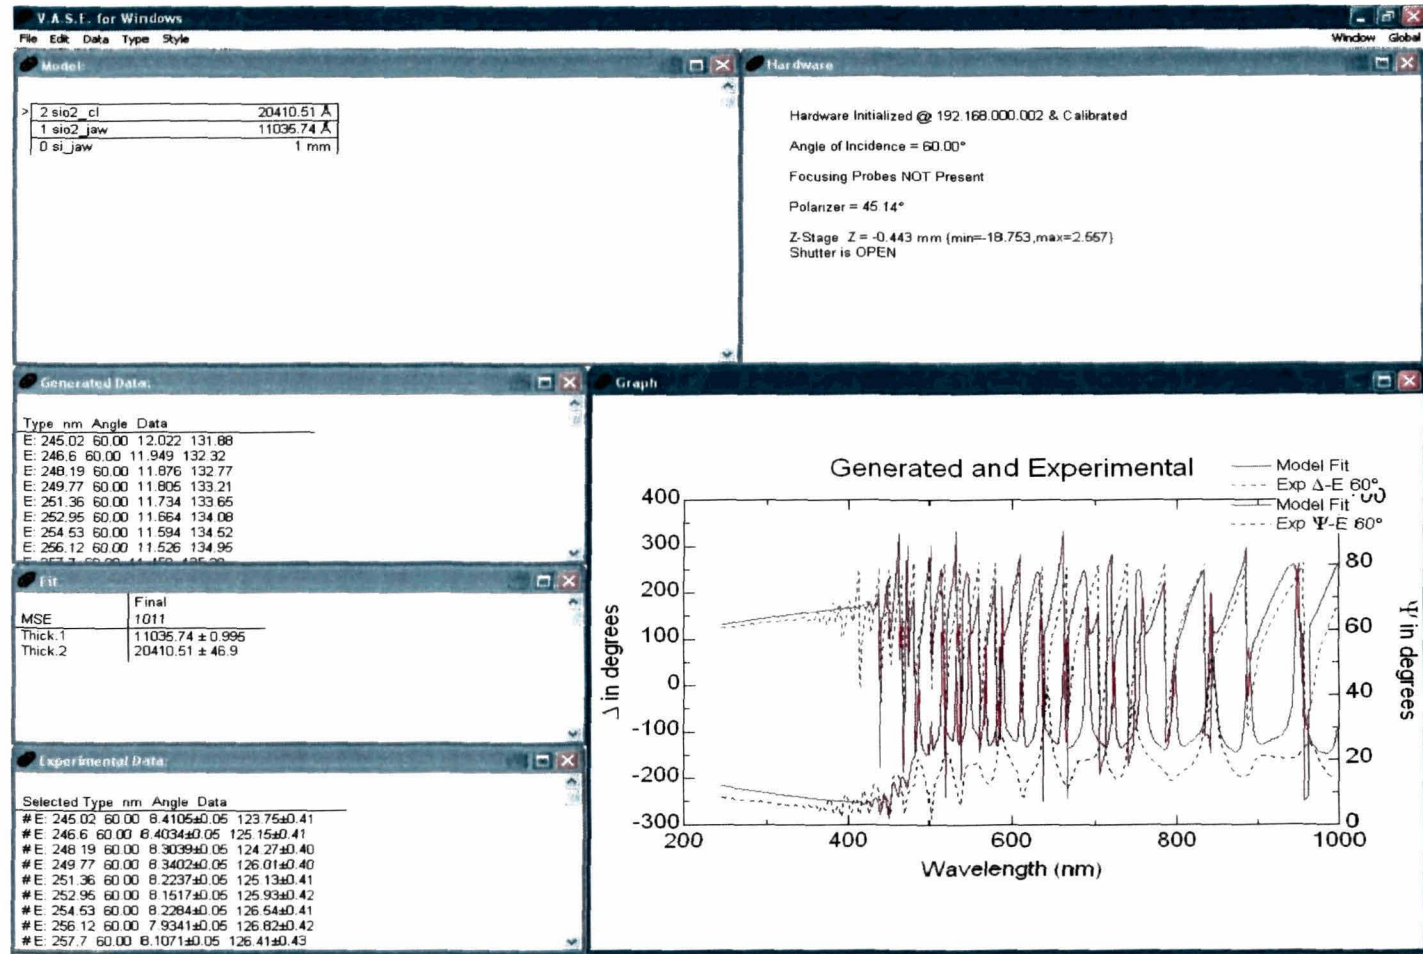 V.A.S.E. for Windows
File Edit Data Type Style
Window Global
Model:
> 2 sio2_cl 20410.51 Å
1 sio2_jaw 11035.74 Å
0 si_jaw 1 mm
Hardware
Hardware Initialized @ 192.168.000.002 & Calibrated
Angle of Incidence = 60.00°
Focusing Probes NOT Present
Polarizer = 45.14°
Z-Stage Z = -0.443 mm {min=-18.753,max=2.557}
Shutter is OPEN
Generated Data:
Type nm Angle Data
E: 245.02 60.00 12.022 131.88
E: 246.6 60.00 11.949 132.32
E: 248.19 60.00 11.876 132.77
E: 249.77 60.00 11.805 133.21
E: 251.36 60.00 11.734 133.65
E: 252.95 60.00 11.664 134.08
E: 254.53 60.00 11.594 134.52
E: 256.12 60.00 11.526 134.95
Fit
Final
MSE 1011
Thick.1 11035.74 ± 0.995
Thick.2 20410.51 ± 46.9
Experimental Data:
Selected Type nm Angle Data
#E: 245.02 60.00 8.4105±0.05 123.75±0.41
#E: 246.6 60.00 8.4034±0.05 125.15±0.41
#E: 248.19 60.00 8.3039±0.05 124.27±0.40
#E: 249.77 60.00 8.3402±0.05 126.01±0.40
#E: 251.36 60.00 8.2237±0.05 125.13±0.41
#E: 252.95 60.00 8.1517±0.05 125.93±0.42
#E: 254.53 60.00 8.2284±0.05 126.54±0.41
#E: 256.12 60.00 7.9341±0.05 126.82±0.42
#E: 257.7 60.00 8.1071±0.05 126.41±0.43
Graph
Generated and Experimental
Model Fit
Exp Δ-E 60°
Model Fit
Exp Ψ-E 60°
Δ in degrees
400
300
200
100
0
-100
-200
-300
200 400 600 800 1000
Wavelength (nm)
80
60
40
20
0
Ψ in degrees